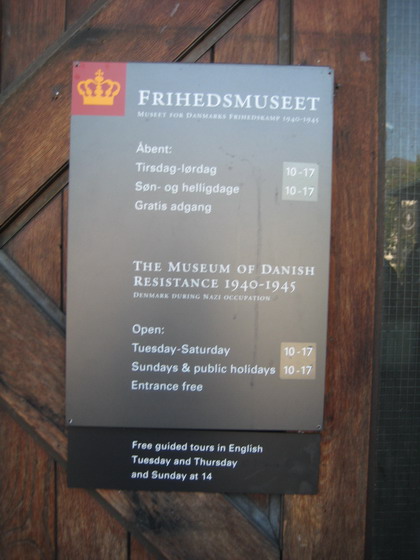 FRIHEDSMUSEET
MUSEET FOR DANMARKS FRIHEDSKAMP 1940-1945
Åbent:
Tirsdag-lørdag 10-17
Søn- og helligdage 10-17
Gratis adgang
THE MUSEUM OF DANISH
RESISTANCE 1940-1945
DENMARK DURING NAZI OCCUPATION
Open:
Tuesday-Saturday 10-17
Sundays & public holidays 10-17
Entrance free
Free guided tours in English
Tuesday and Thursday
and Sunday at 14